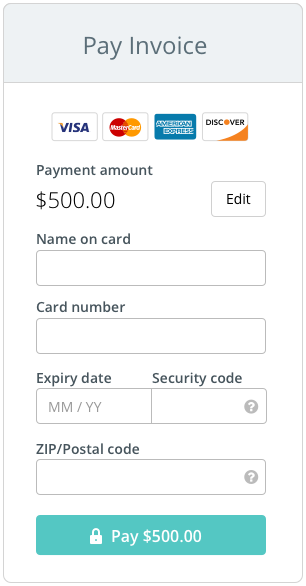 Pay Invoice
VISA MasterCard AMERICAN EXPRESS DISCOVER
Payment amount
$500.00 Edit
Name on card
Card number
Expiry date Security code
MM / YY ?
ZIP/Postal code
?
Pay $500.00